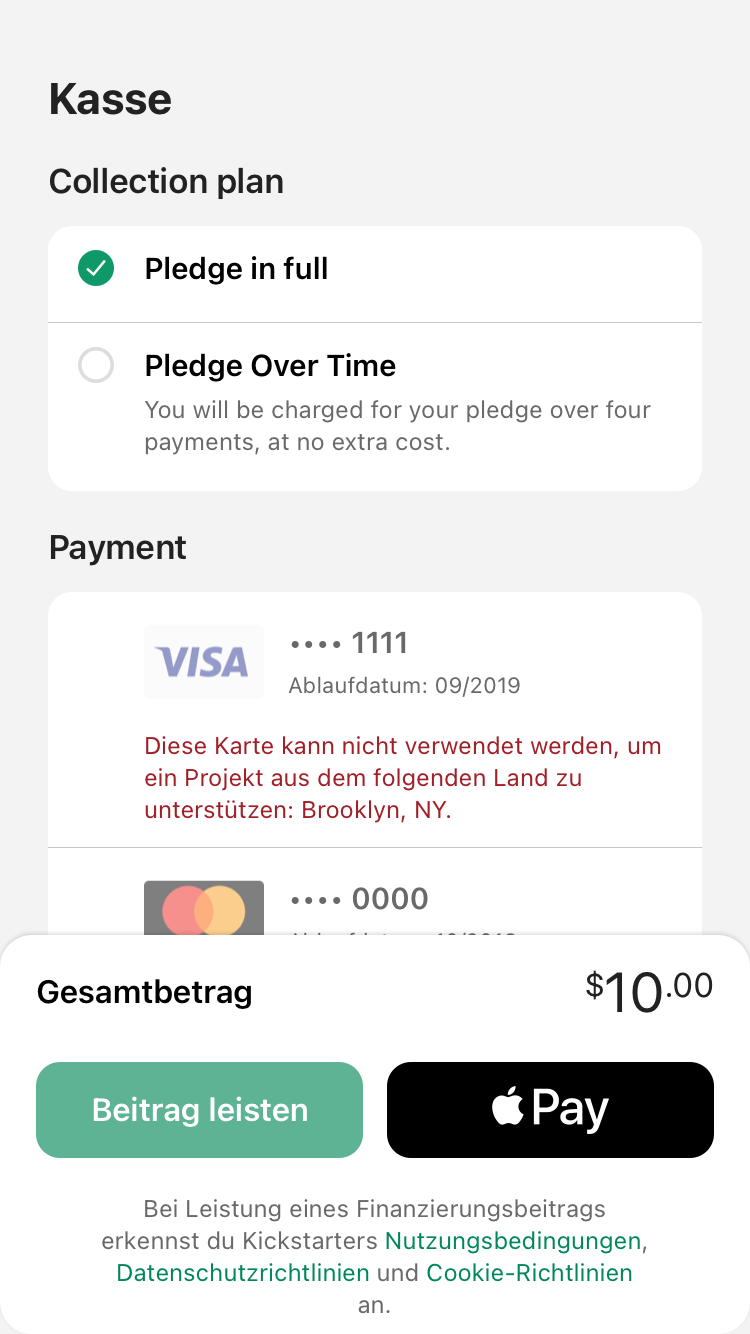 Kasse
Collection plan
Pledge in full
Pledge Over Time
You will be charged for your pledge over four
payments, at no extra cost.
Payment
VISA
•••• 1111
Ablaufdatum: 09/2019
Diese Karte kann nicht verwendet werden, um
ein Projekt aus dem folgenden Land zu
unterstützen: Brooklyn, NY.
•••• 0000
Gesamtbetrag
$10.00
Beitrag leisten
Pay
Bei Leistung eines Finanzierungsbeitrags
erkennst du Kickstarters Nutzungsbedingungen,
Datenschutzrichtlinien und Cookie-Richtlinien
an.